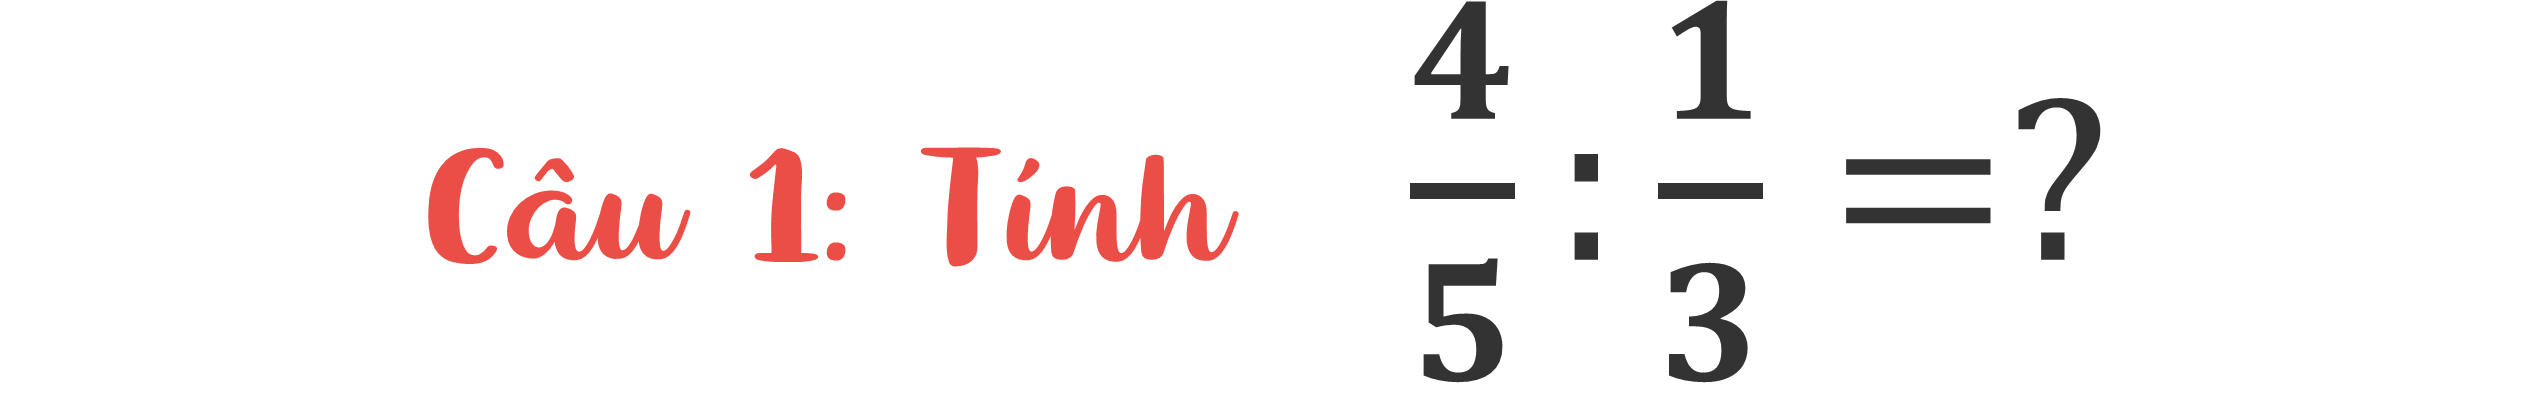 Câu 1: Tính 4/5 : 1/3 =?